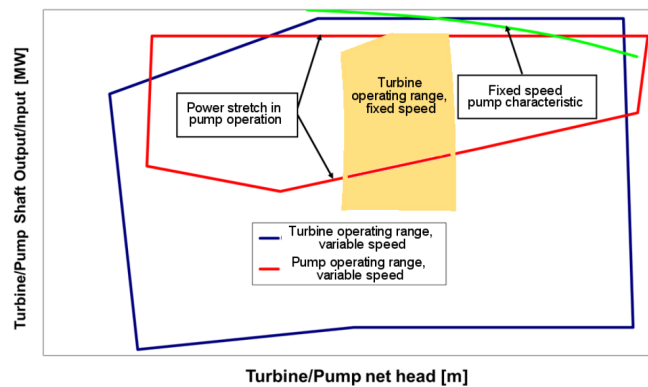 Turbine/Pump Shaft Output/Input [MW]
Turbine
operating range,
fixed speed
Fixed speed
pump characteristic
Power stretch in
pump operation
Turbine operating range,
variable speed
Pump operating range,
variable speed
Turbine/Pump net head [m]